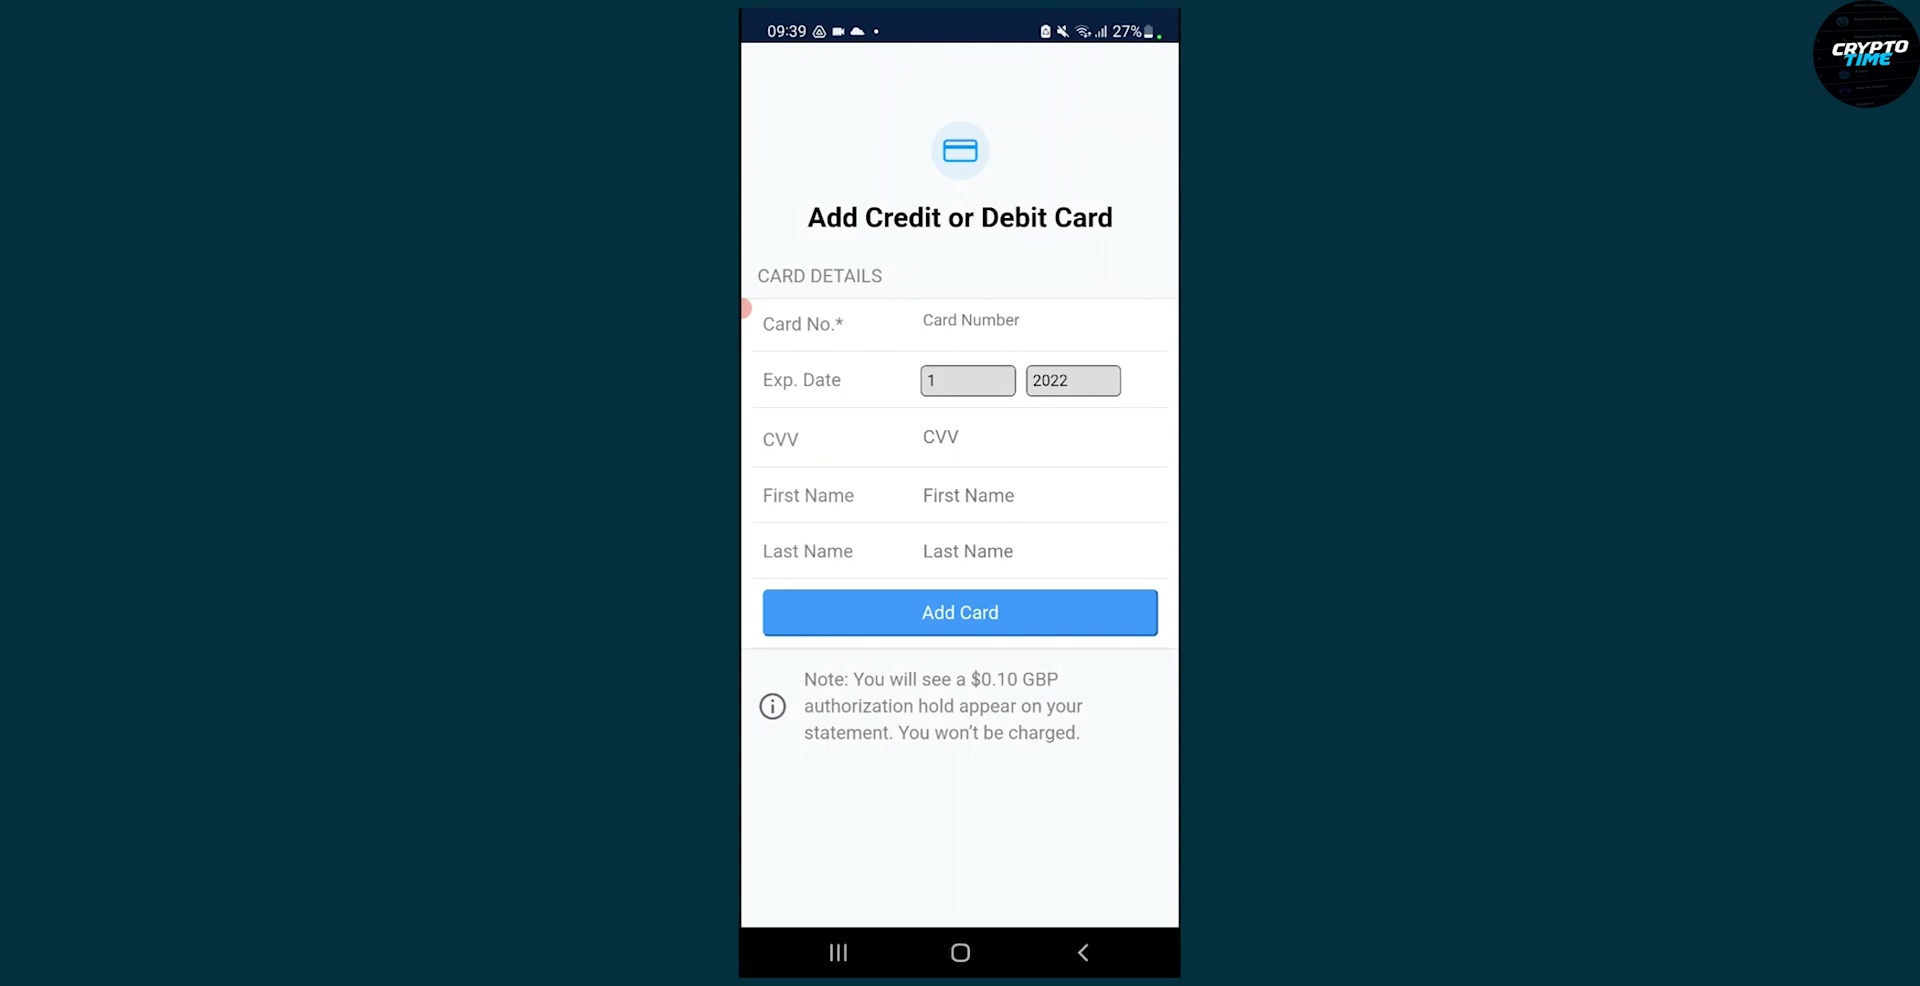 09:39
27%
CRYPTO
TIME
Add Credit or Debit Card
CARD DETAILS
Card No.* Card Number
Exp. Date 1 2022
CVV CVV
First Name First Name
Last Name Last Name
Add Card
Note: You will see a $0.10 GBP
authorization hold appear on your
statement. You won’t be charged.